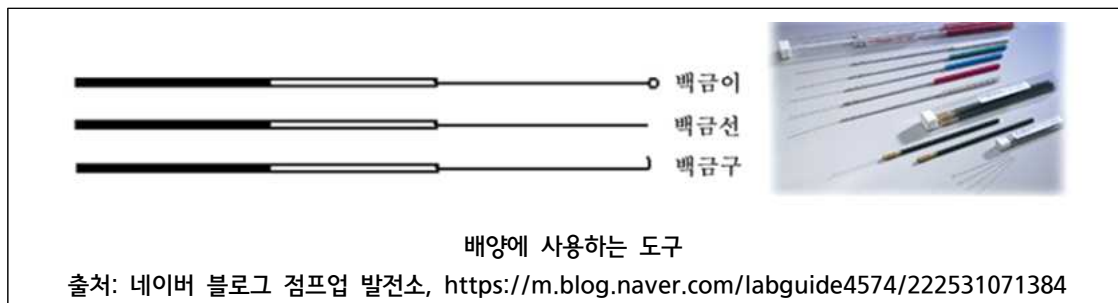 백금이
백금선
백금구
배양에 사용하는 도구
출처: 네이버 블로그 점프업 발전소, https://m.blog.naver.com/labguide4574/222531071384